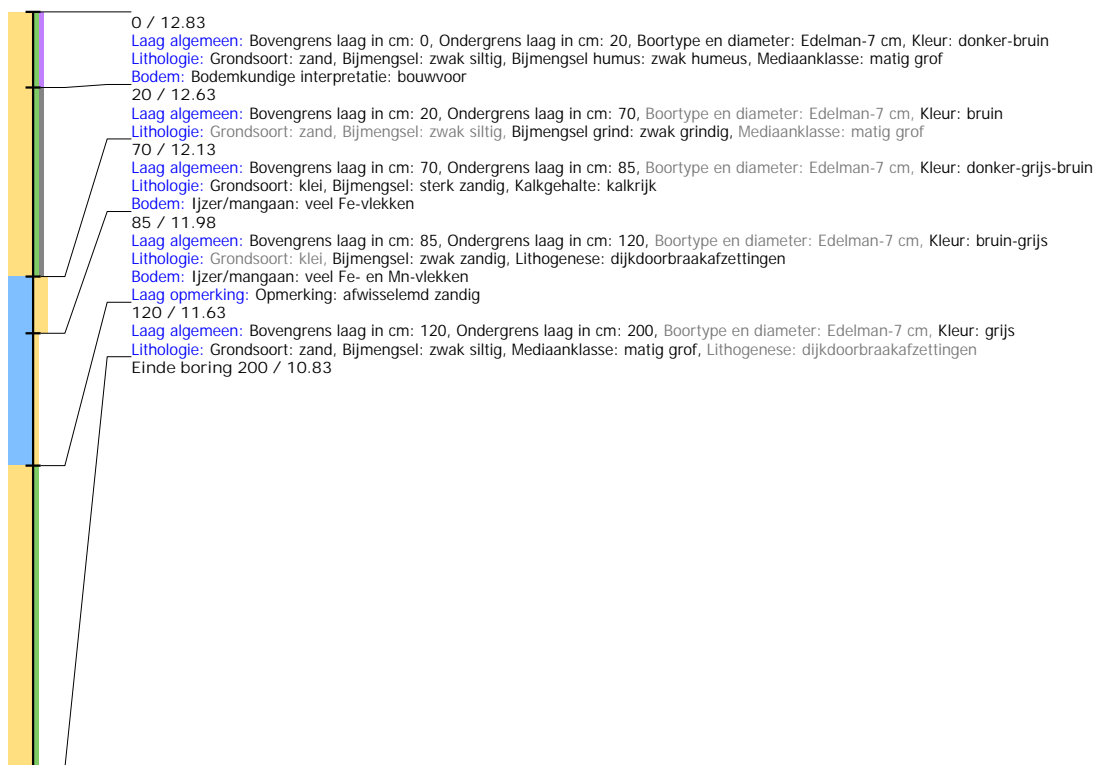 0 / 12.83
Laag algemeen: Bovengrens laag in cm: 0, Ondergrens laag in cm: 20, Boortype en diameter: Edelman-7 cm, Kleur: donker-bruin
Lithologie: Grondsoort: zand, Bijmengsel: zwak siltig, Bijmengsel humus: zwak humeus, Mediaanklasse: matig grof
Bodem: Bodemkundige interpretatie: bouwvoor
20 / 12.63
Laag algemeen: Bovengrens laag in cm: 20, Ondergrens laag in cm: 70, Boortype en diameter: Edelman-7 cm, Kleur: bruin
Lithologie: Grondsoort: zand, Bijmengsel: zwak siltig, Bijmengsel grind: zwak grindig, Mediaanklasse: matig grof
70 / 12.13
Laag algemeen: Bovengrens laag in cm: 70, Ondergrens laag in cm: 85, Boortype en diameter: Edelman-7 cm, Kleur: donker-grijs-bruin
Lithologie: Grondsoort: klei, Bijmengsel: sterk zandig, Kalkgehalte: kalkrijk
Bodem: Ijzer/mangaan: veel Fe-vlekken
85 / 11.98
Laag algemeen: Bovengrens laag in cm: 85, Ondergrens laag in cm: 120, Boortype en diameter: Edelman-7 cm, Kleur: bruin-grijs
Lithologie: Grondsoort: klei, Bijmengsel: zwak zandig, Lithogenese: dijkdoorbraakafzettingen
Bodem: Ijzer/mangaan: veel Fe- en Mn-vlekken
Laag opmerking: Opmerking: afwisselemd zandig
120 / 11.63
Laag algemeen: Bovengrens laag in cm: 120, Ondergrens laag in cm: 200, Boortype en diameter: Edelman-7 cm, Kleur: grijs
Lithologie: Grondsoort: zand, Bijmengsel: zwak siltig, Mediaanklasse: matig grof, Lithogenese: dijkdoorbraakafzettingen
Einde boring 200 / 10.83